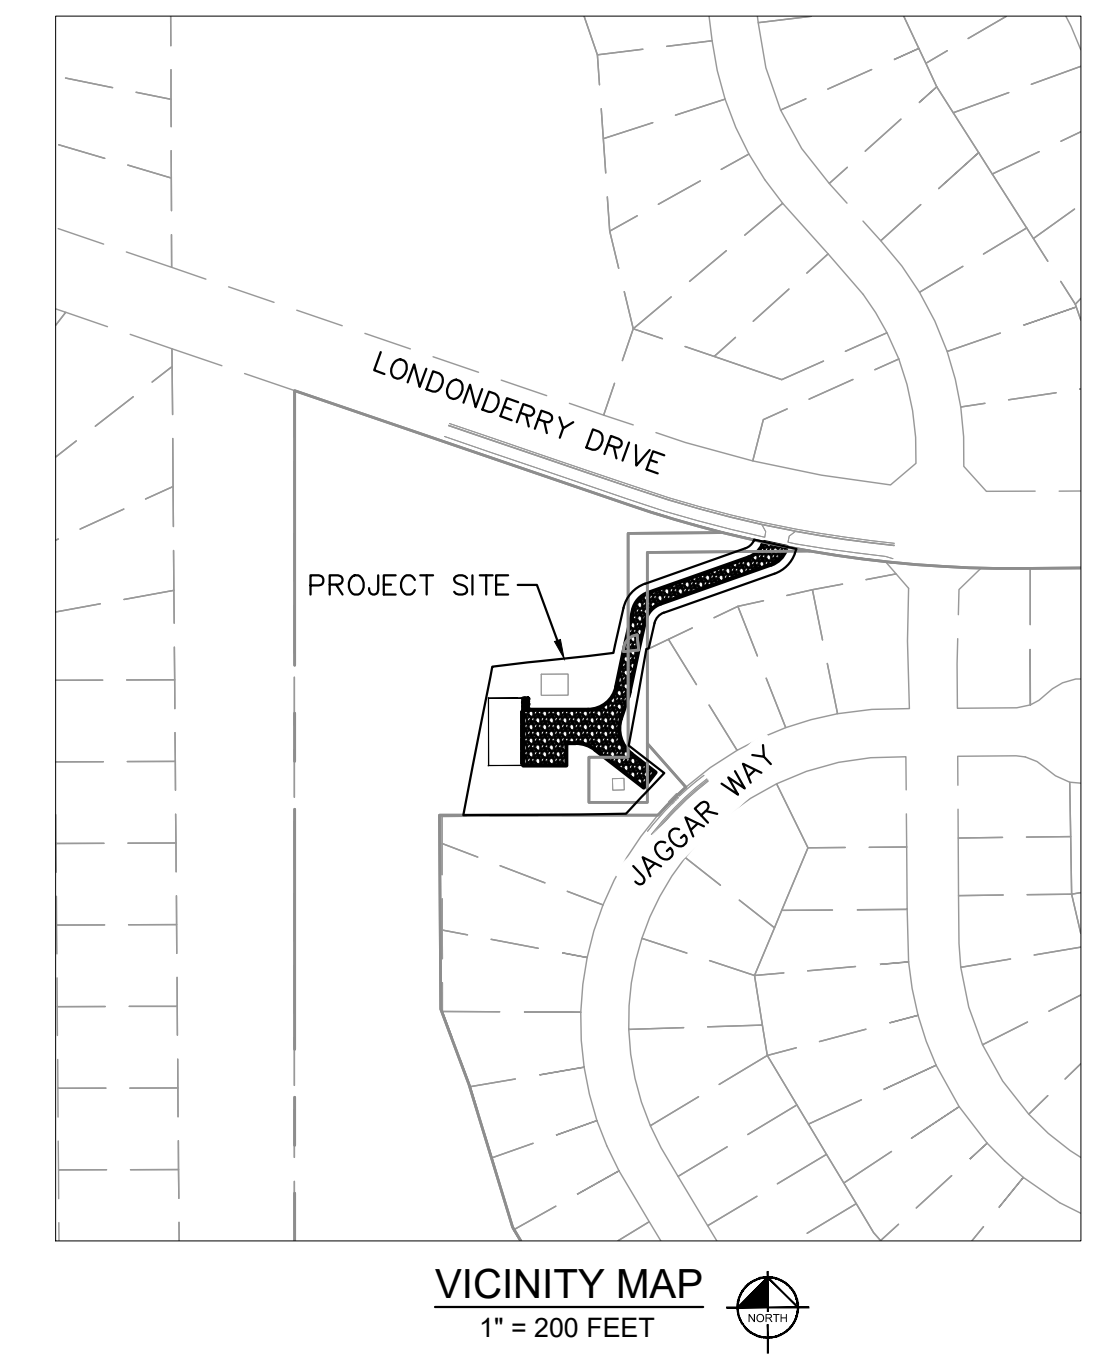 LONDONDERRY DRIVE
PROJECT SITE
JAGGAR WAY
VICINITY MAP
1" = 200 FEET
NORTH